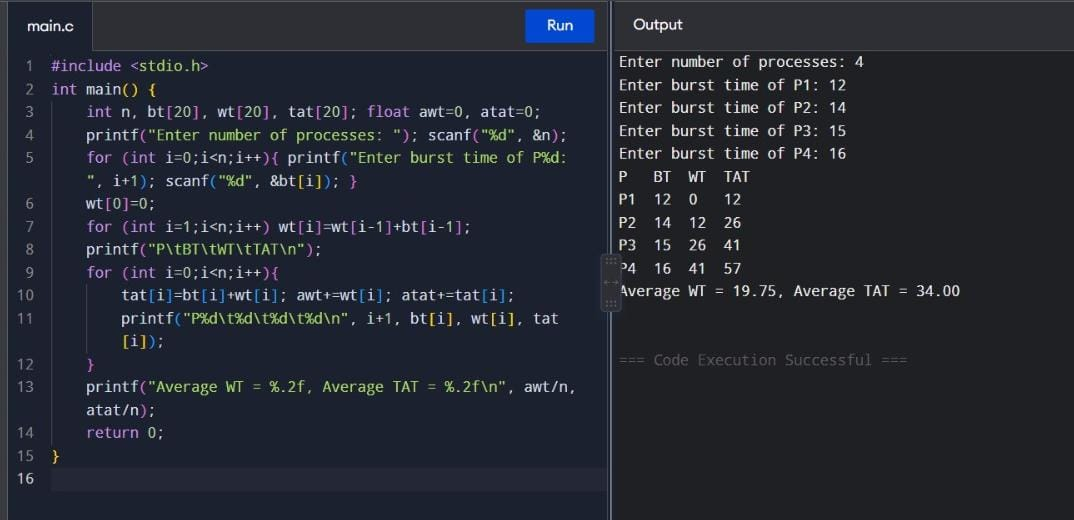 main.c
Run
1 #include <stdio.h>
2 int main() {
3 int n, bt[20], wt[20], tat[20]; float awt=0, atat=0;
4 printf("Enter number of processes: "); scanf("%d", &n);
5 for (int i=0;i<n;i++){ printf("Enter burst time of P%d:
", i+1); scanf("%d", &bt[i]); }
6 wt[0]=0;
7 for (int i=1;i<n;i++) wt[i]=wt[i-1]+bt[i-1];
8 printf("P\tBT\tWT\tTAT\n");
9 for (int i=0;i<n;i++){
10 tat[i]=bt[i]+wt[i]; awt+=wt[i]; atat+=tat[i];
11 printf("P%d\t%d\t%d\t%d\n", i+1, bt[i], wt[i], tat
[i]);
12 }
13 printf("Average WT = %.2f, Average TAT = %.2f\n", awt/n,
atat/n);
14 return 0;
15 }
16
Output
Enter number of processes: 4
Enter burst time of P1: 12
Enter burst time of P2: 14
Enter burst time of P3: 15
Enter burst time of P4: 16
P BT WT TAT
P1 12 0 12
P2 14 12 26
P3 15 26 41
P4 16 41 57
Average WT = 19.75, Average TAT = 34.00
=== Code Execution Successful ===